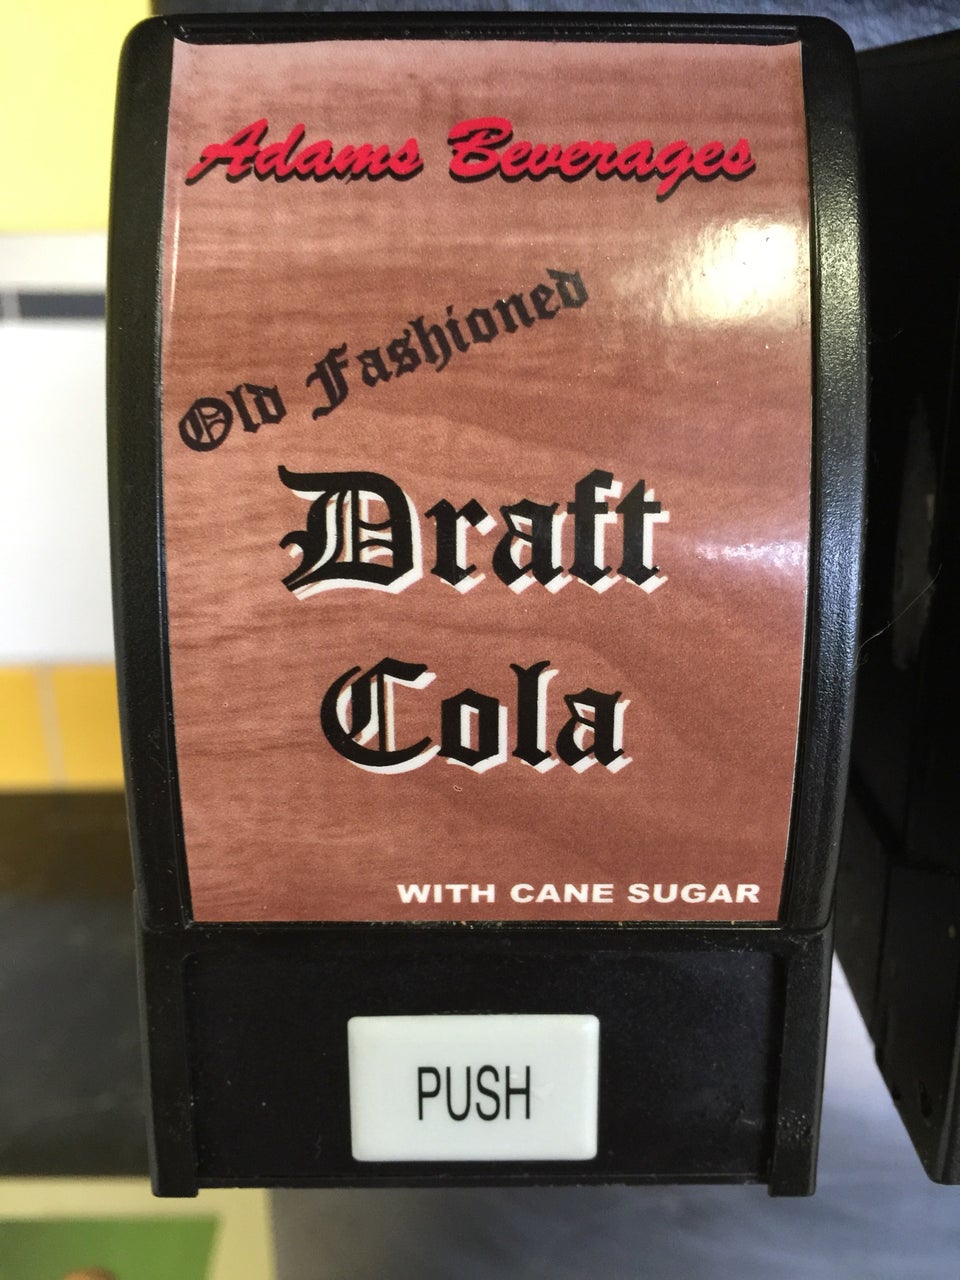 Adams Beverages
Old Fashioned
Draft
Cola
WITH CANE SUGAR
PUSH